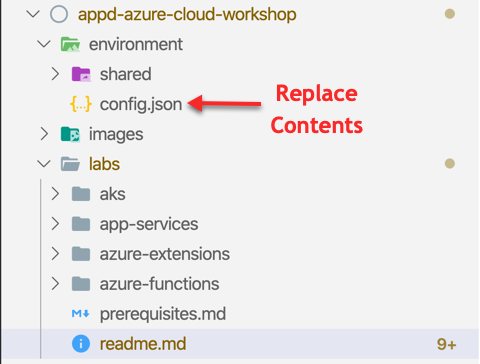 appd-azure-cloud-workshop
environment
shared
{..} config.json
Replace
Contents
images
labs
aks
app-services
azure-extensions
azure-functions
M↓ prerequisites.md
i readme.md 9+